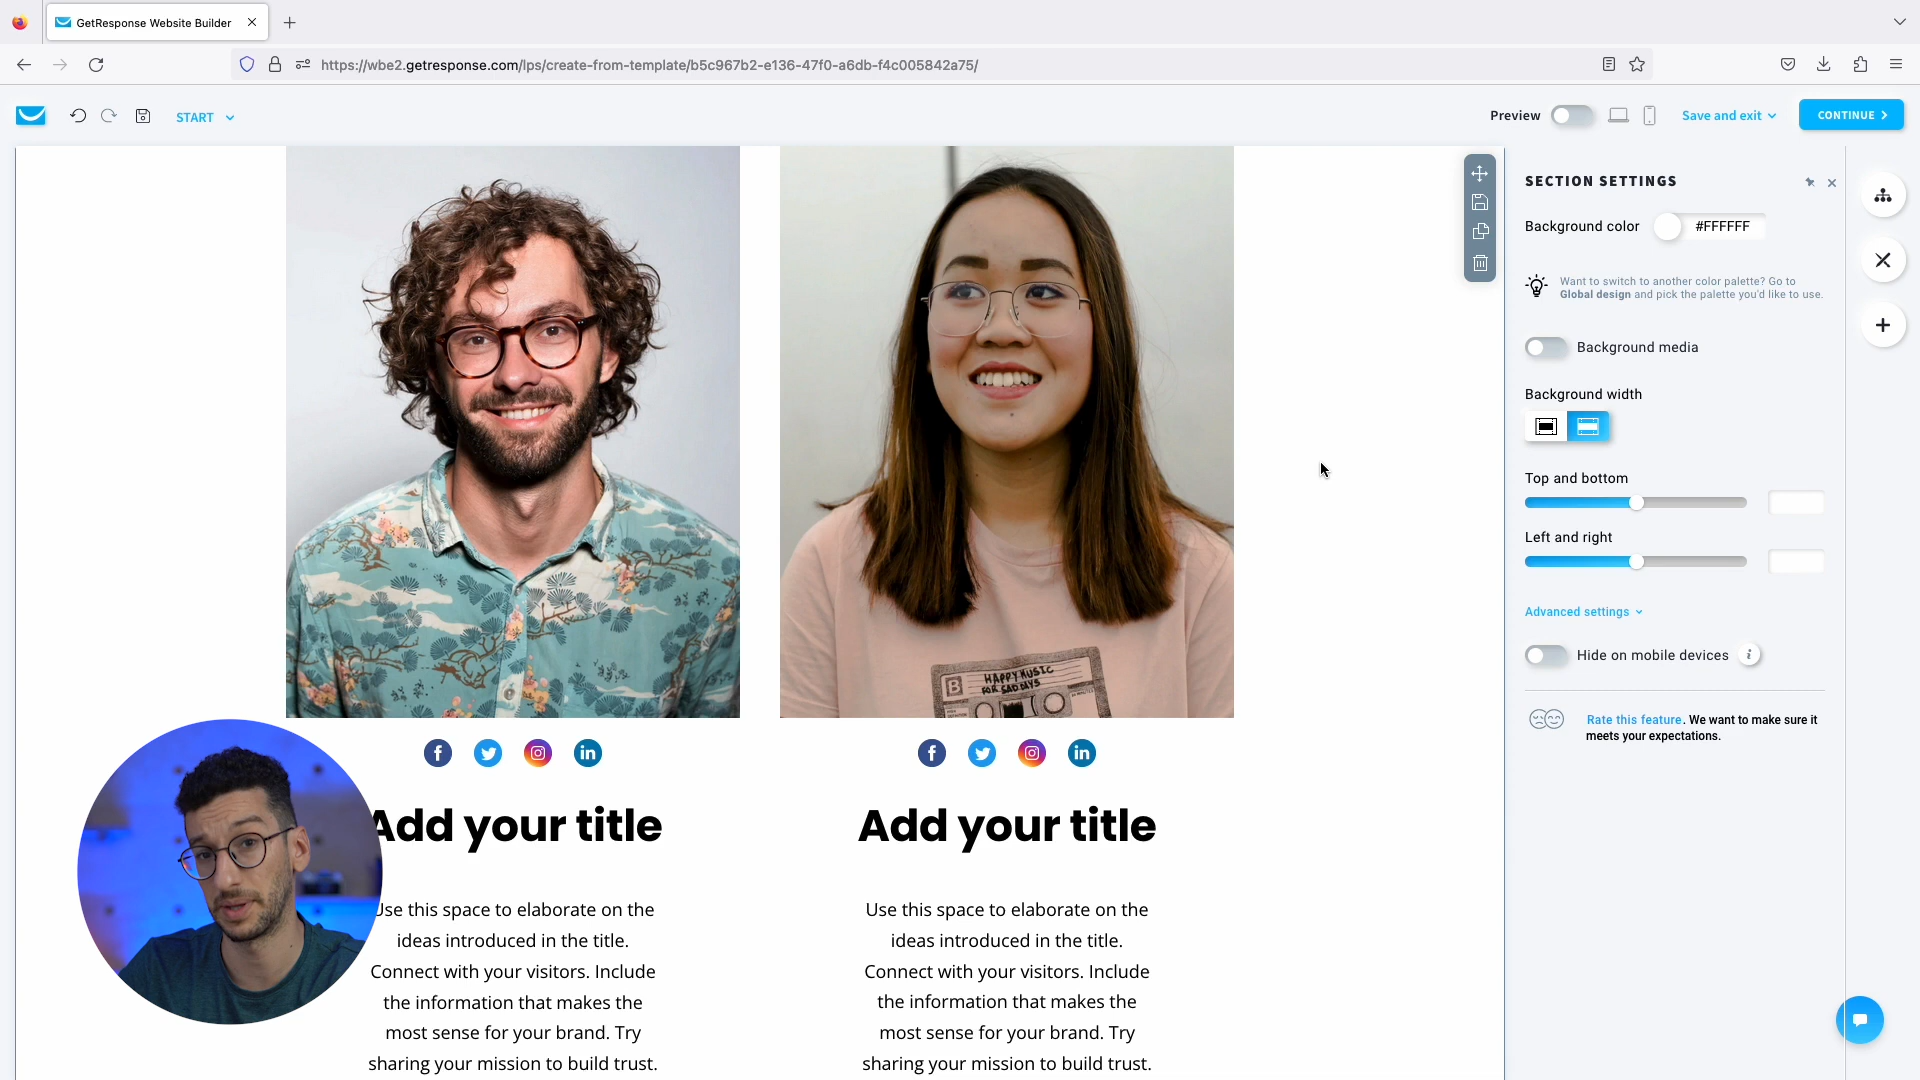 GetResponse Website Builder
https://wbe2.getresponse.com/lps/create-from-template/b5c967b2-e136-47f0-a6db-f4c005842a75/
START
Preview
Save and exit
CONTINUE
SECTION SETTINGS
Background color
#FFFFFF
Want to switch to another color palette? Go to
Global design and pick the palette you'd like to use.
Background media
Background width
Top and bottom
Left and right
Advanced settings
Hide on mobile devices
i
Rate this feature. We want to make sure it
meets your expectations.
B
HAPPY MUSIC
FOR SAD DAYS
f
in
f
in
Add your title
Add your title
Use this space to elaborate on the
ideas introduced in the title.
Connect with your visitors. Include
the information that makes the
most sense for your brand. Try
sharing your mission to build trust.
Use this space to elaborate on the
ideas introduced in the title.
Connect with your visitors. Include
the information that makes the
most sense for your brand. Try
sharing your mission to build trust.